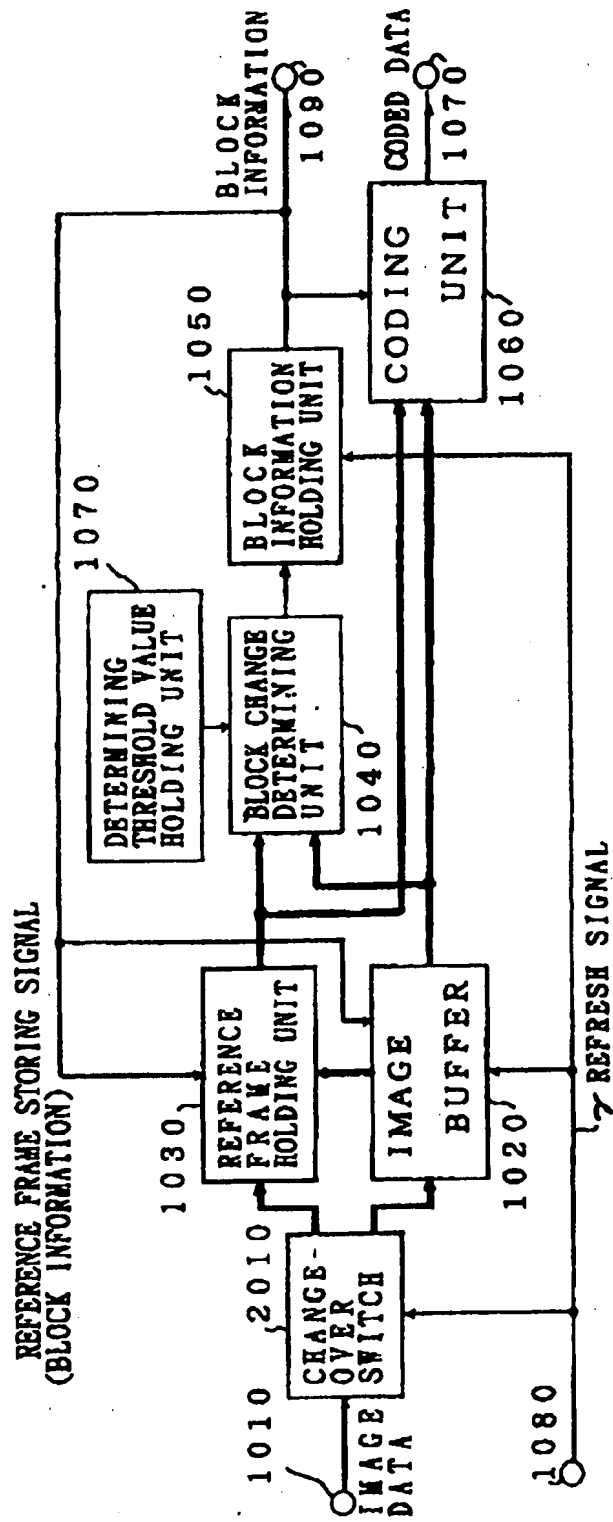 REFERENCE FRAME STORING SIGNAL
(BLOCK INFORMATION)
1010
IMAGE
DATA
2010
CHANGE-
OVER
SWITCH
1030
REFERENCE
FRAME
HOLDING UNIT
IMAGE
BUFFER
1020
1070
DETERMINING
THRESHOLD VALUE
HOLDING UNIT
BLOCK CHANGE
DETERMINING
UNIT
1040
1050
BLOCK
INFORMATION
HOLDING UNIT
BLOCK
INFORMATION
1090
CODING
UNIT
1060
CODED DATA
1070
1080
REFRESH SIGNAL